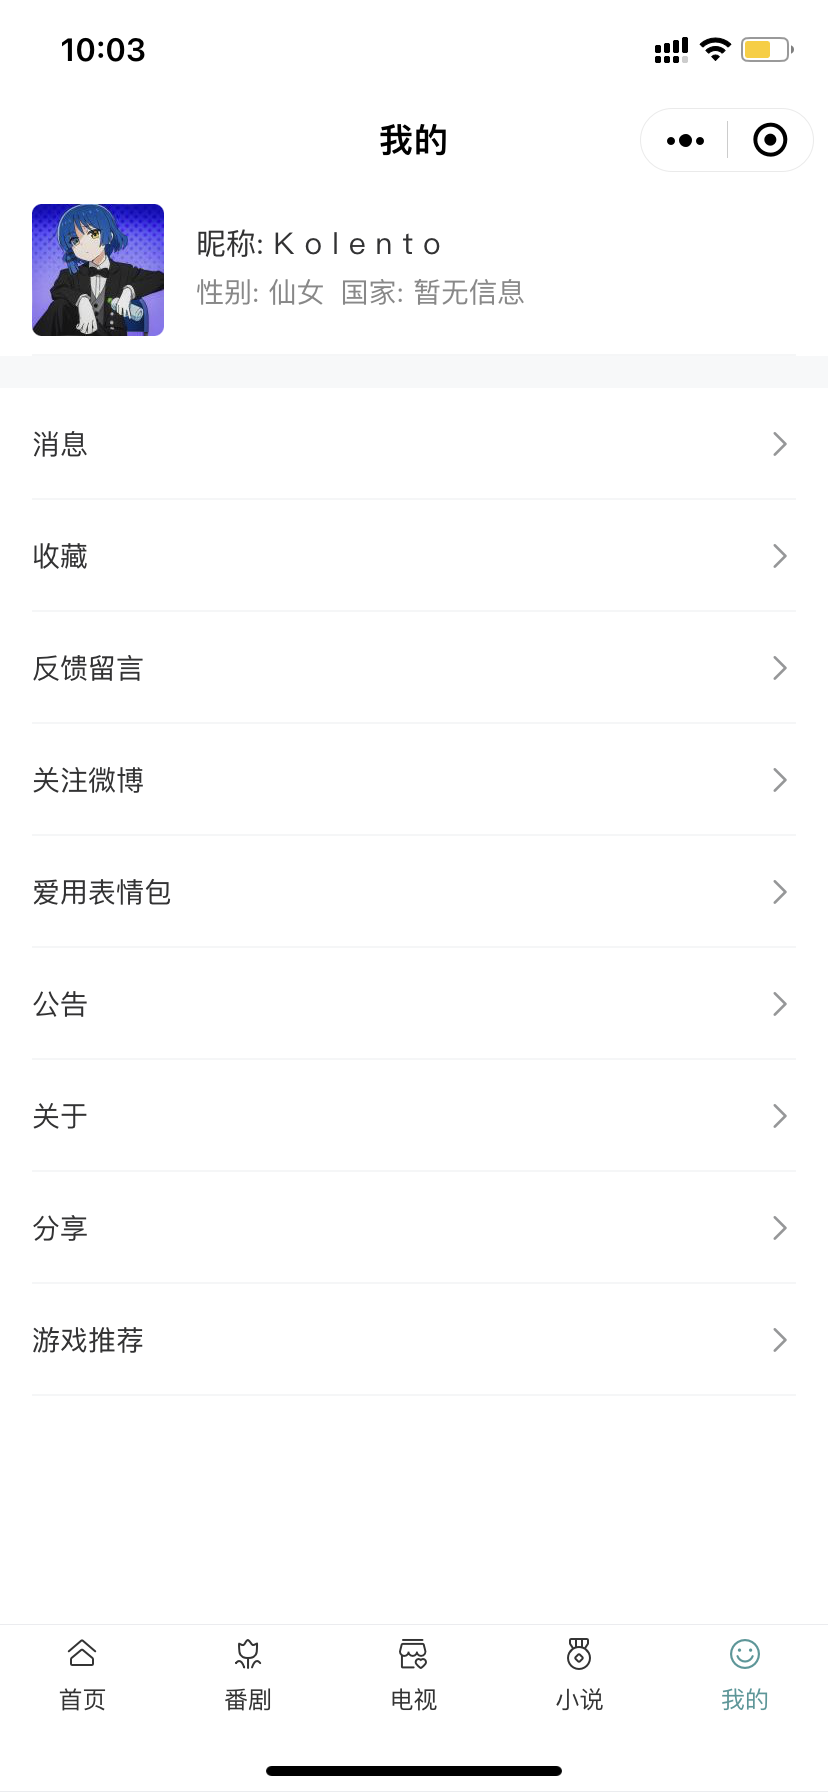 10:03
我的
昵称: Ｋｏｌｅｎｔｏ
性别: 仙女 国家: 暂无信息
消息
收藏
反馈留言
关注微博
爱用表情包
公告
关于
分享
游戏推荐
首页 番剧 电视 小说 我的